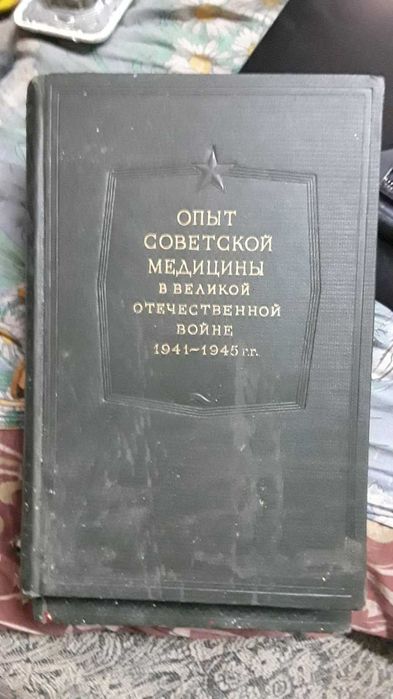 ОПЫТ
СОВЕТСКОЙ
МЕДИЦИНЫ
В ВЕЛИКОЙ
ОТЕЧЕСТВЕННОЙ
ВОЙНЕ
1941-1945 г.г.